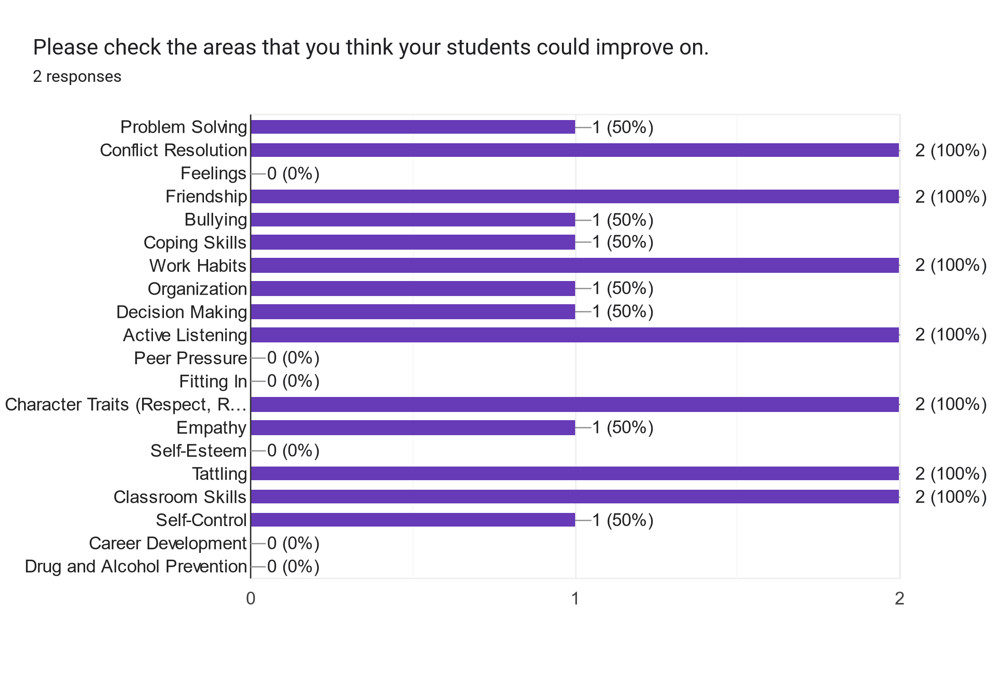 Please check the areas that you think your students could improve on.
2 responses
Problem Solving 1 (50%)
Conflict Resolution 2 (100%)
Feelings 0 (0%)
Friendship 2 (100%)
Bullying 1 (50%)
Coping Skills 1 (50%)
Work Habits 2 (100%)
Organization 1 (50%)
Decision Making 1 (50%)
Active Listening 2 (100%)
Peer Pressure 0 (0%)
Fitting In 0 (0%)
Character Traits (Respect, R… 2 (100%)
Empathy 1 (50%)
Self-Esteem 0 (0%)
Tattling 2 (100%)
Classroom Skills 2 (100%)
Self-Control 1 (50%)
Career Development 0 (0%)
Drug and Alcohol Prevention 0 (0%)
0 1 2